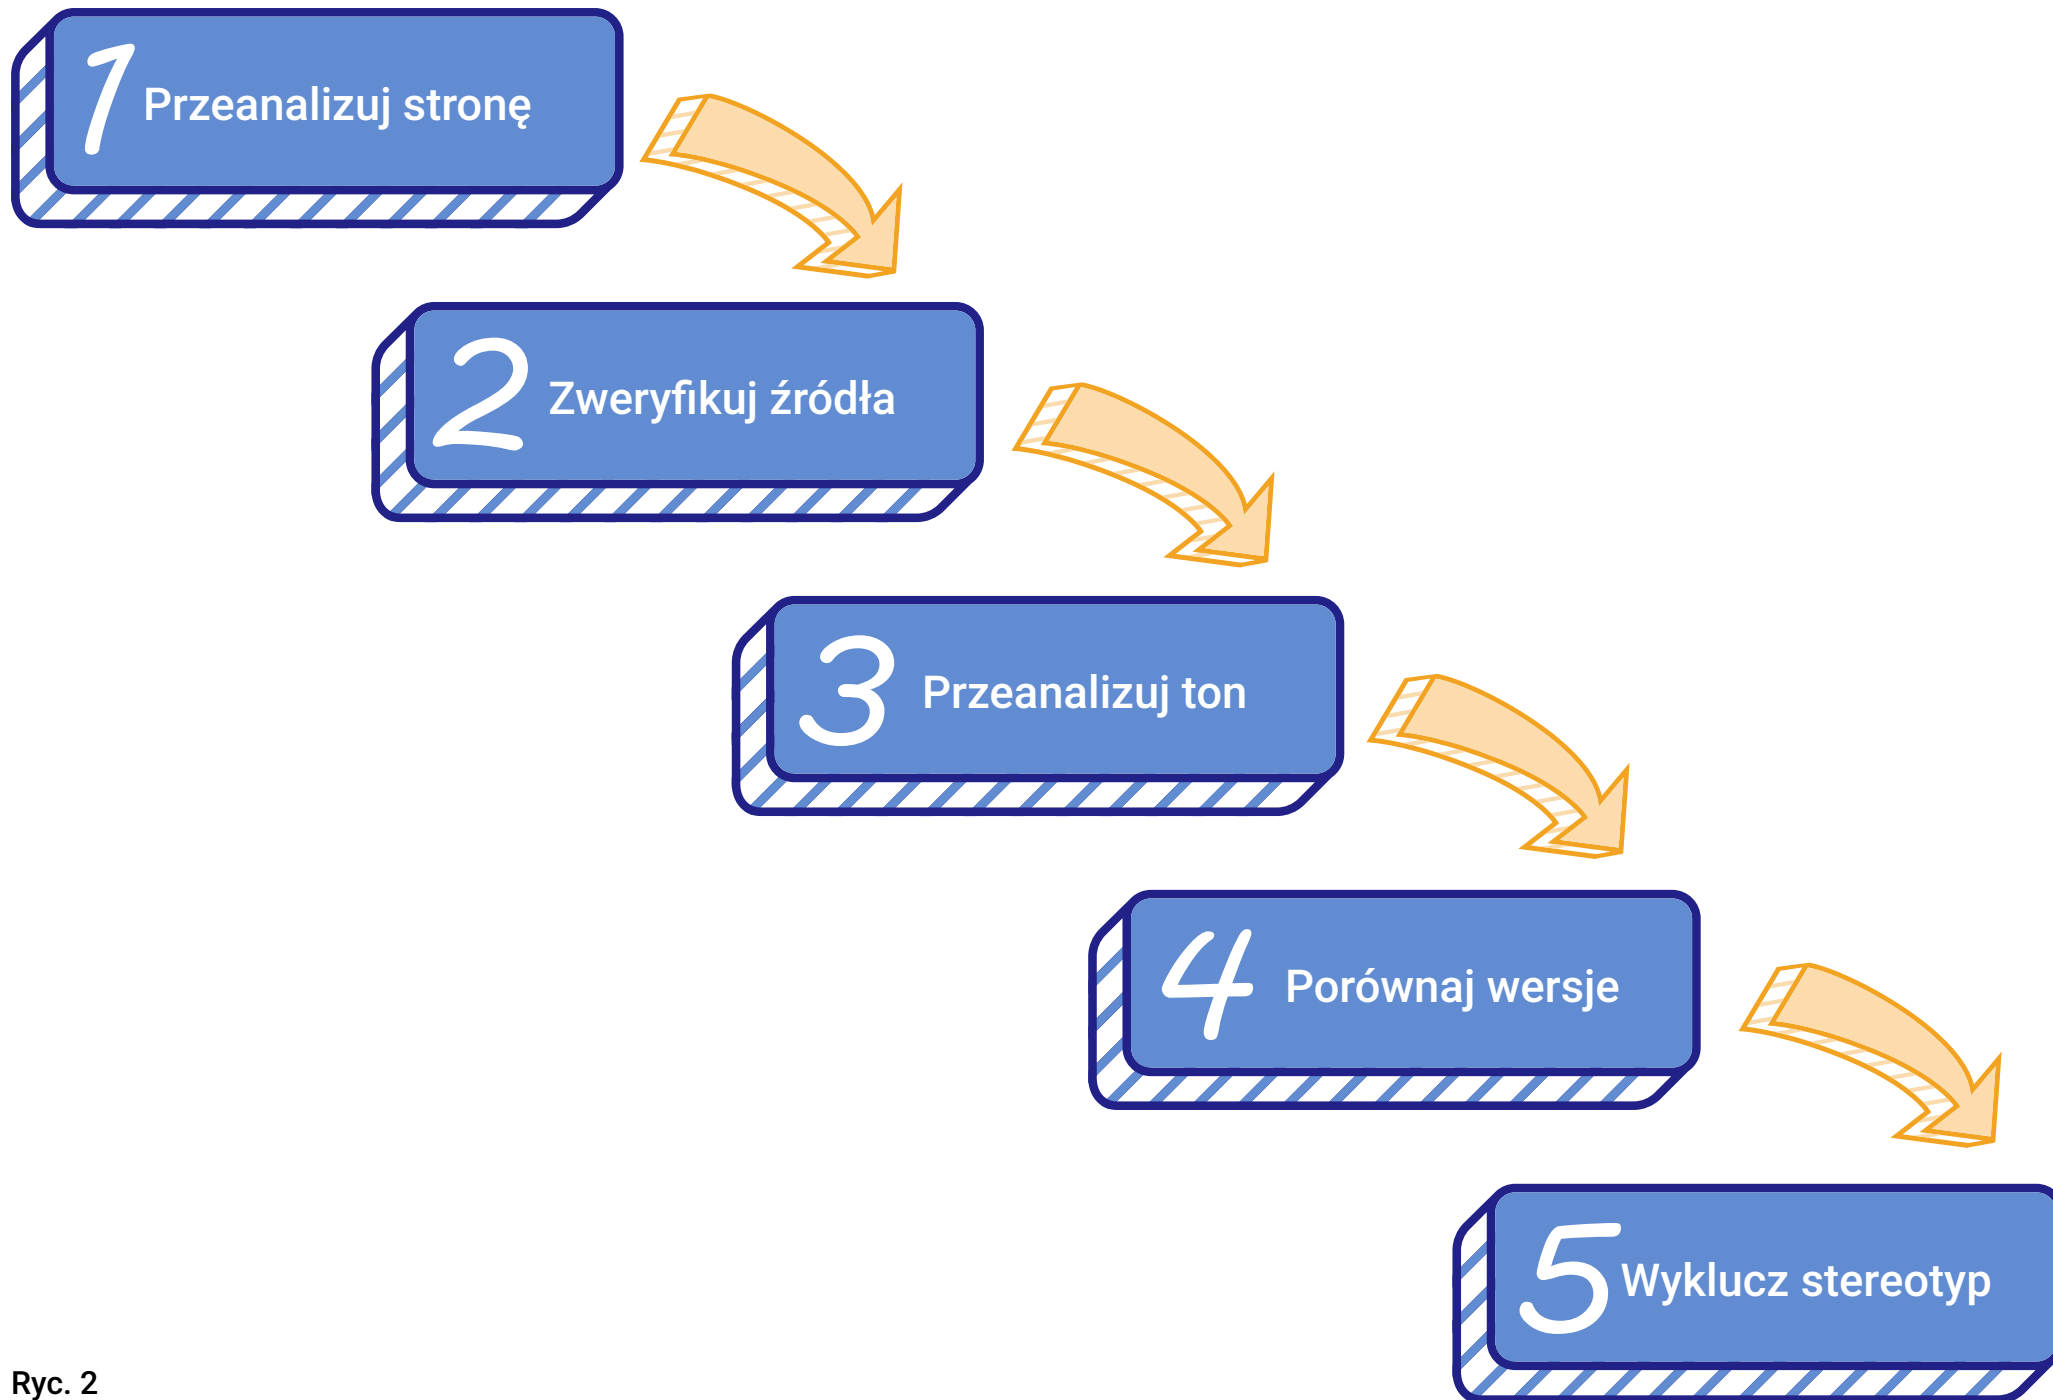 1 Przeanalizuj stronę
2 Zweryfikuj źródła
3 Przeanalizuj ton
4 Porównaj wersje
5 Wyklucz stereotyp
Ryc. 2